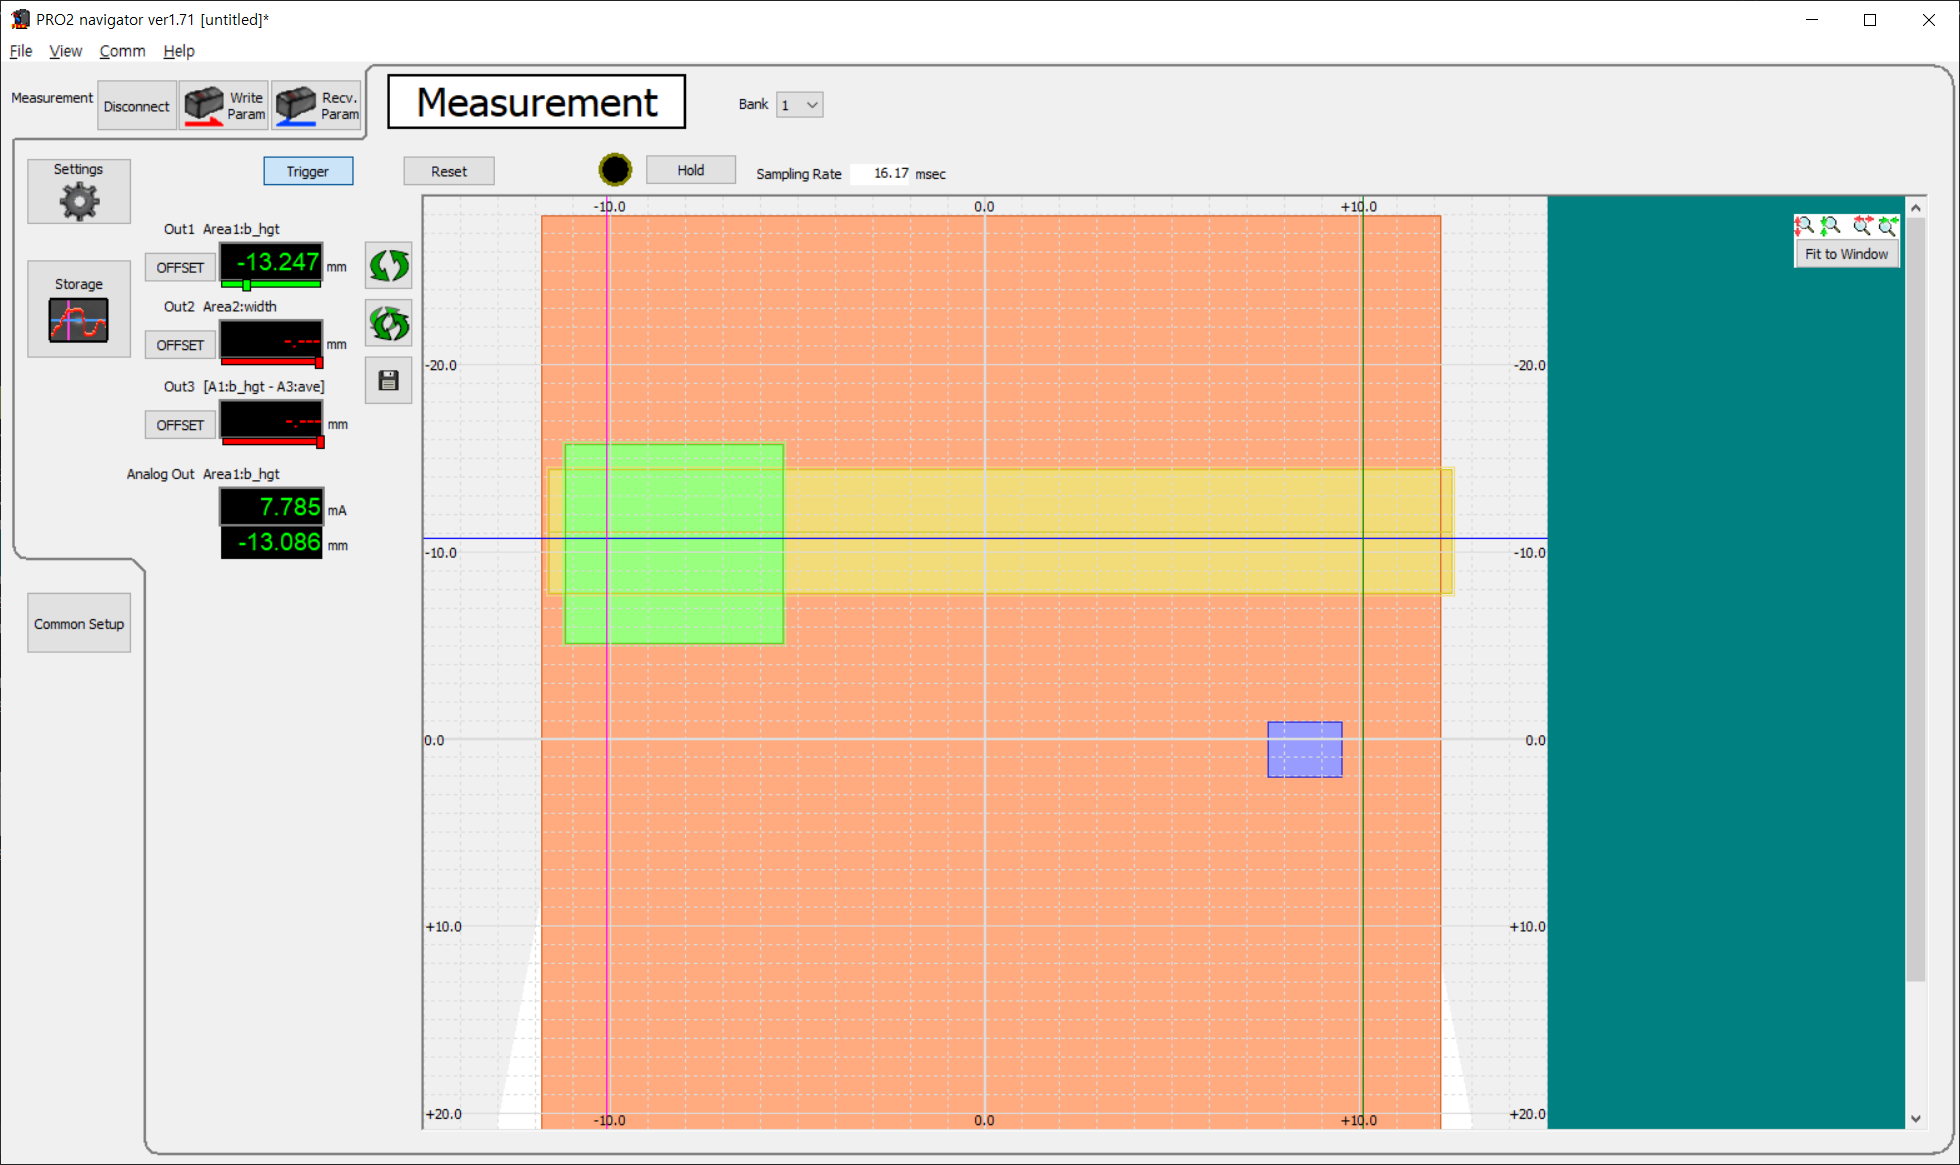 PRO2 navigator ver1.71 [untitled]*
File View Comm Help
Measurement
Disconnect
Write
Param
Recv.
Param
Measurement
Bank 1
Settings
Trigger
Reset
Hold
Sampling Rate 16.17 msec
Storage
Common Setup
Out1 Area1:b_hgt
OFFSET -13.247 mm
Out2 Area2:width
OFFSET -.--- mm
Out3 [A1:b_hgt - A3:ave]
OFFSET -.--- mm
Analog Out Area1:b_hgt
7.785 mA
-13.086 mm
-10.0 0.0 +10.0
Fit to Window
-20.0 -20.0
-10.0 -10.0
0.0 0.0
+10.0 +10.0
+20.0 +20.0
-10.0 0.0 +10.0